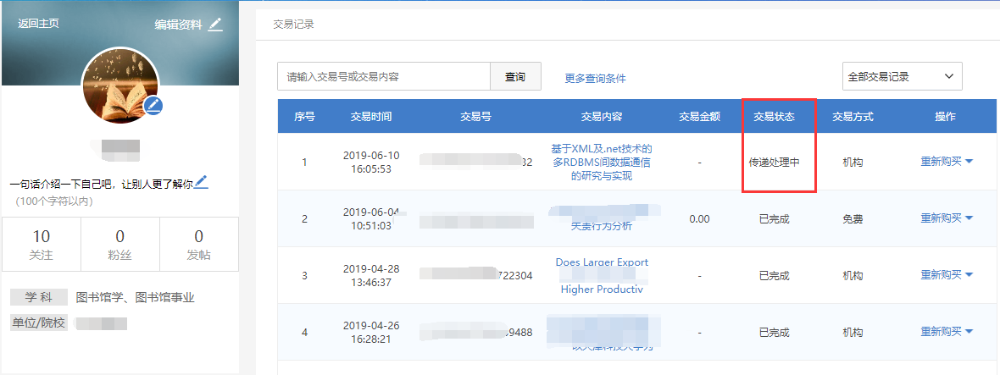 返回主页
编辑资料
一句话介绍一下自己吧，让别人更了解你
（100个字符以内）
10
0
0
关注
粉丝
发帖
学 科
图书馆学、图书馆事业
单位/院校
交易记录
请输入交易号或交易内容
查询
更多查询条件
全部交易记录
序号 交易时间 交易号 交易内容 交易金额 交易状态 交易方式 操作
1
2019-06-10
16:05:53
32
基于XML及.net技术的
多RDBMS间数据通信
的研究与实现
-
传递处理中
机构
重新购买
2
2019-06-04
10:51:03
行为分析
0.00
已完成
免费
重新购买
3
2019-04-28
13:46:37
722304
Does Larger Export
Higher Productiv
-
已完成
机构
重新购买
4
2019-04-26
16:28:21
9488
-
已完成
机构
重新购买